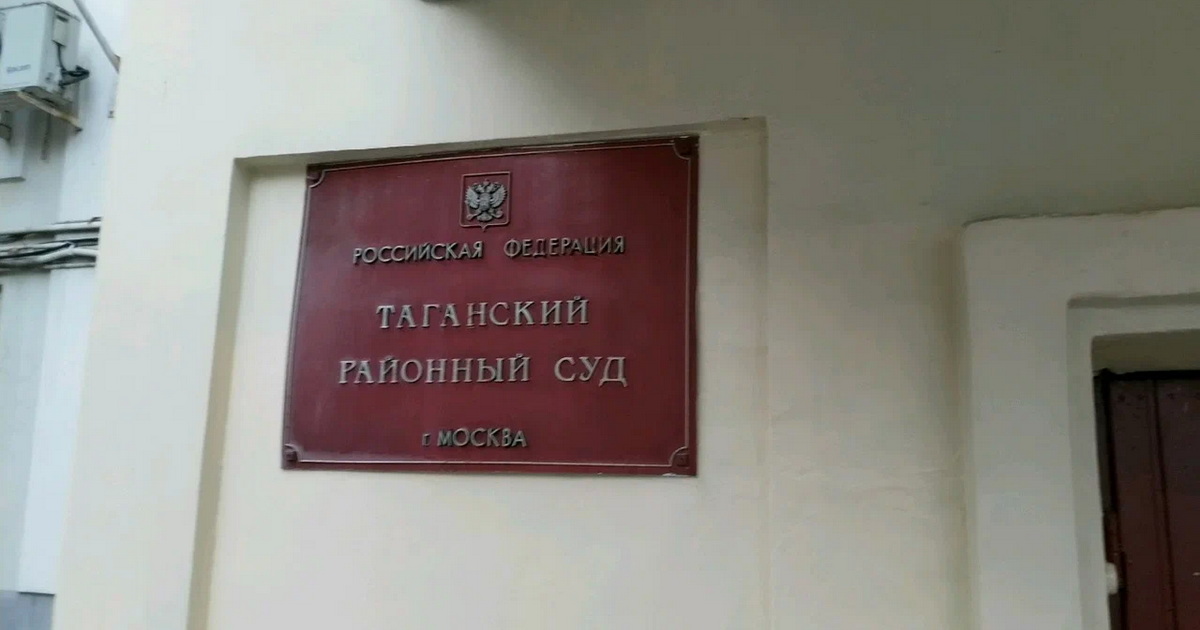 РОССИЙСКАЯ ФЕДЕРАЦИЯ
ТАГАНСКИЙ
РАЙОННЫЙ СУД
г МОСКВА